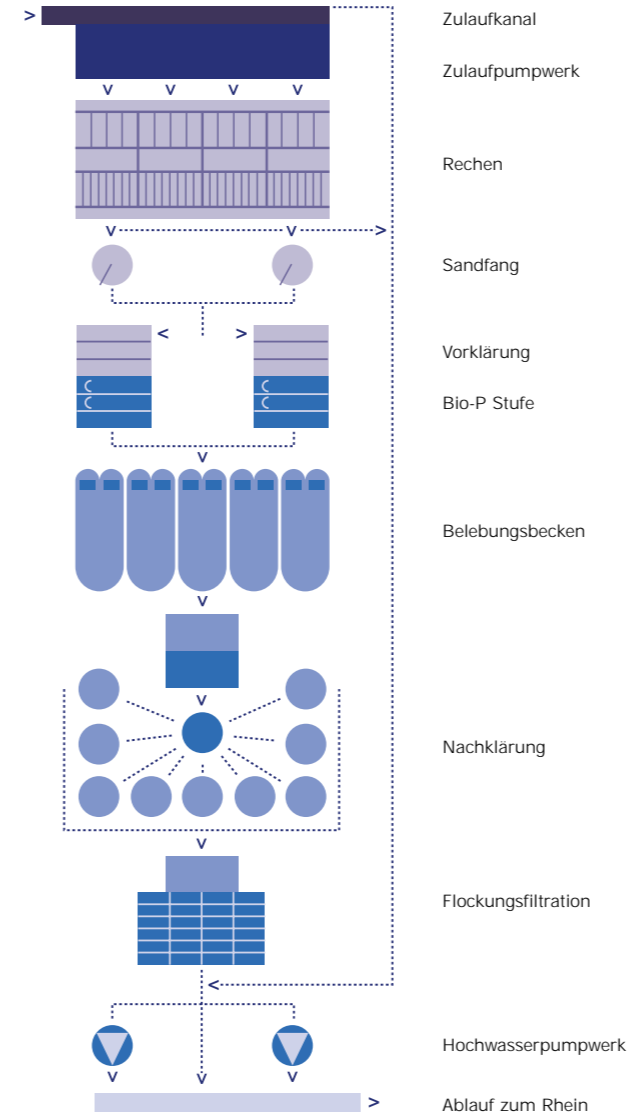 Zulaufkanal
Zulaufpumpwerk
Rechen
Sandfang
Vorklärung
Bio-P Stufe
Belebungsbecken
Nachklärung
Flockungsfiltration
Hochwasserpumpwerk
Ablauf zum Rhein